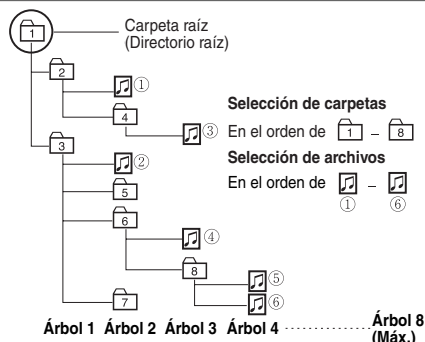 Carpeta raíz
(Directorio raíz)
1
2
①
4
③
3
②
5
6
④
8
⑤
⑥
7
Selección de carpetas
En el orden de 1 – 8
Selección de archivos
En el orden de –
① ⑥
Árbol 1 Árbol 2 Árbol 3 Árbol 4 ............... Árbol 8
(Máx.)